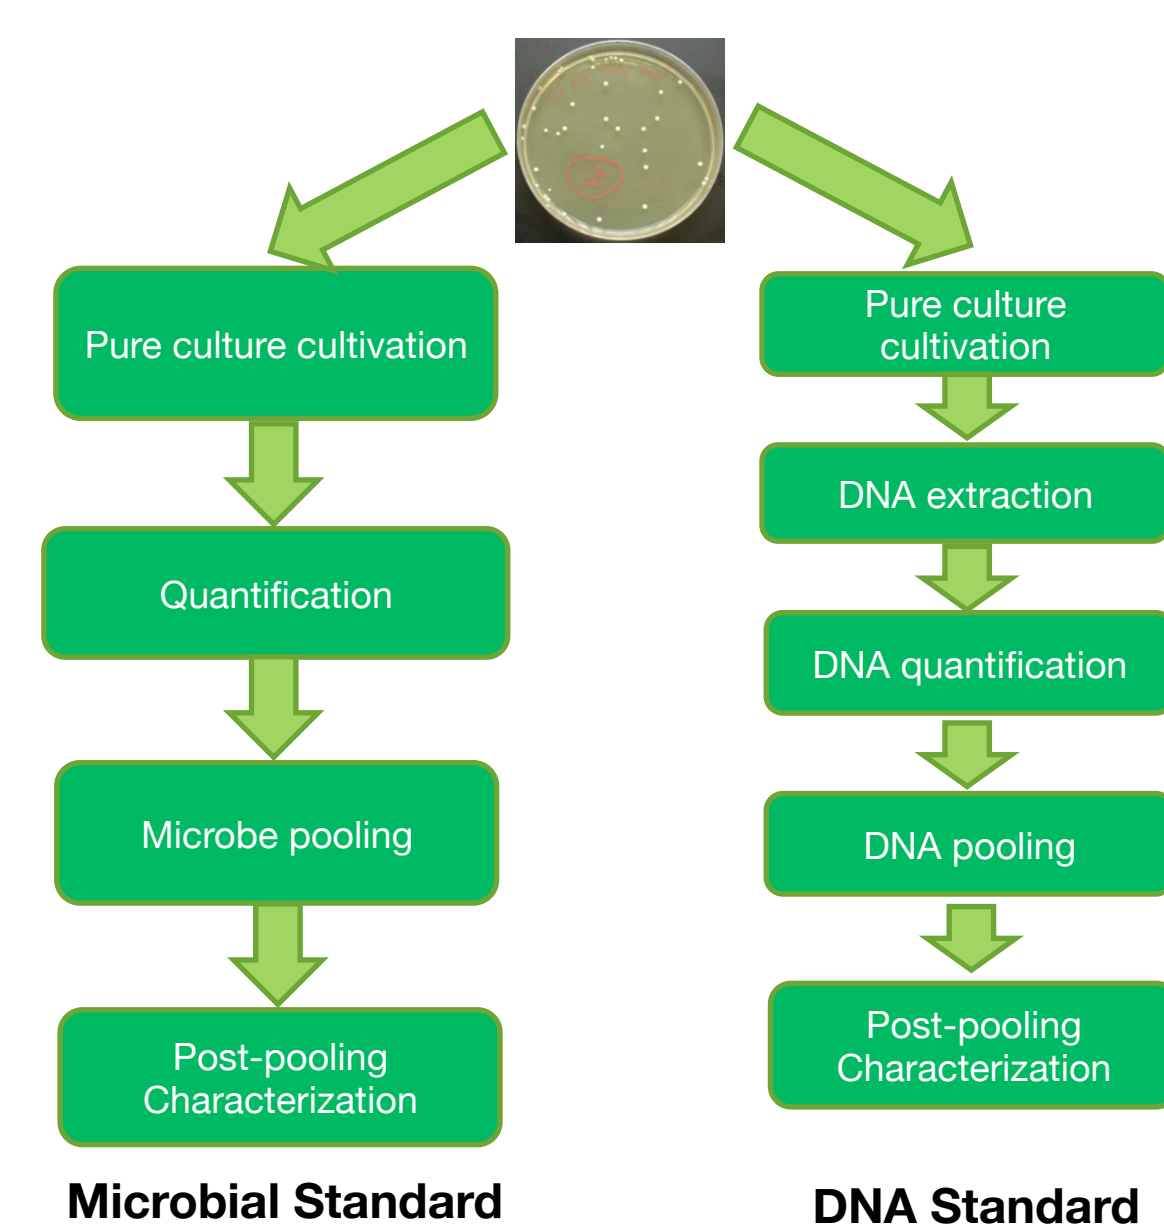 Pure culture cultivation
Quantification
Microbe pooling
Post-pooling
Characterization
Microbial Standard
Pure culture
cultivation
DNA extraction
DNA quantification
DNA pooling
Post-pooling
Characterization
DNA Standard